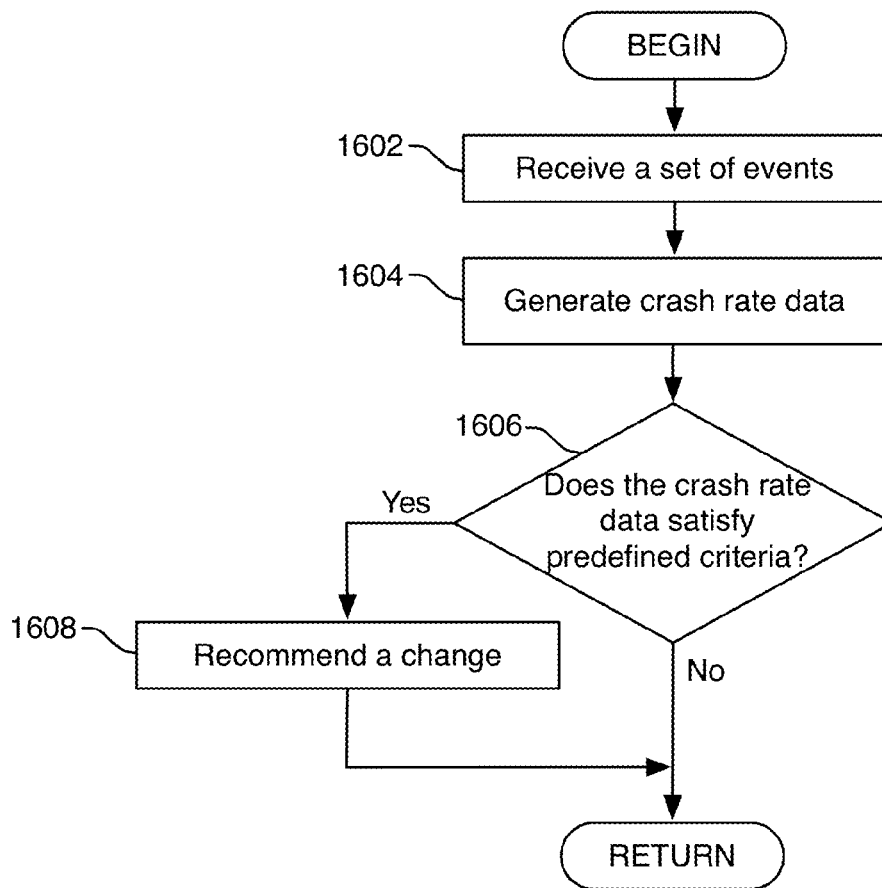 BEGIN
1602
Receive a set of events
1604
Generate crash rate data
1606
Does the crash rate
data satisfy
predefined criteria?
Yes
1608
Recommend a change
No
RETURN